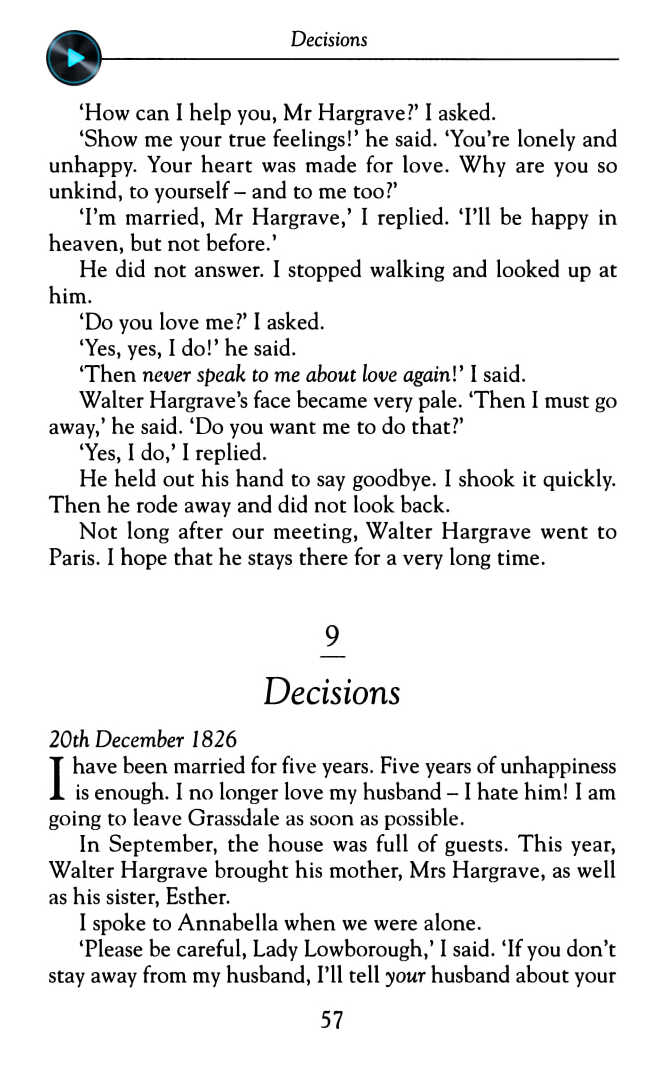 Decisions
‘How can I help you, Mr Hargrave?’ I asked.
‘Show me your true feelings!’ he said. ‘You’re lonely and
unhappy. Your heart was made for love. Why are you so
unkind, to yourself – and to me too?’
‘I’m married, Mr Hargrave,’ I replied. ‘I’ll be happy in
heaven, but not before.’
He did not answer. I stopped walking and looked up at
him.
‘Do you love me?’ I asked.
‘Yes, yes, I do!’ he said.
‘Then never speak to me about love again!’ I said.
Walter Hargrave’s face became very pale. ‘Then I must go
away,’ he said. ‘Do you want me to do that?’
‘Yes, I do,’ I replied.
He held out his hand to say goodbye. I shook it quickly.
Then he rode away and did not look back.
Not long after our meeting, Walter Hargrave went to
Paris. I hope that he stays there for a very long time.
9
Decisions
20th December 1826
I have been married for five years. Five years of unhappiness
is enough. I no longer love my husband – I hate him! I am
going to leave Grassdale as soon as possible.
In September, the house was full of guests. This year,
Walter Hargrave brought his mother, Mrs Hargrave, as well
as his sister, Esther.
I spoke to Annabella when we were alone.
‘Please be careful, Lady Lowborough,’ I said. ‘If you don’t
stay away from my husband, I’ll tell your husband about your
57